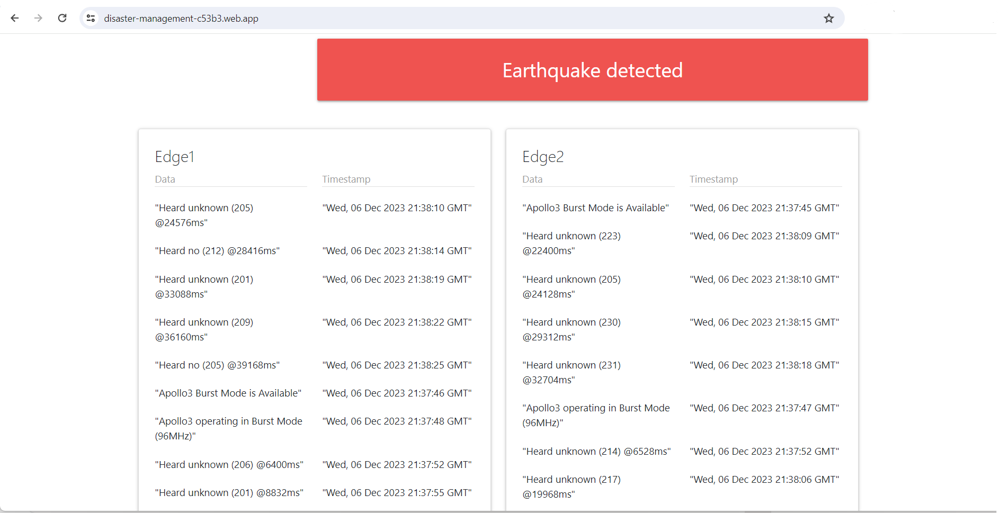 disaster-management-c53b3.web.app
Earthquake detected
Edge1
Data Timestamp
"Heard unknown (205) "Wed, 06 Dec 2023 21:38:10 GMT"
@24576ms"
"Heard no (212) @28416ms" "Wed, 06 Dec 2023 21:38:14 GMT"
"Heard unknown (201) "Wed, 06 Dec 2023 21:38:19 GMT"
@33088ms"
"Heard unknown (209) "Wed, 06 Dec 2023 21:38:22 GMT"
@36160ms"
"Heard no (205) @39168ms" "Wed, 06 Dec 2023 21:38:25 GMT"
"Apollo3 Burst Mode is Available" "Wed, 06 Dec 2023 21:37:46 GMT"
"Apollo3 operating in Burst Mode "Wed, 06 Dec 2023 21:37:48 GMT"
(96MHz)"
"Heard unknown (206) @6400ms" "Wed, 06 Dec 2023 21:37:52 GMT"
"Heard unknown (201) @8832ms" "Wed, 06 Dec 2023 21:37:55 GMT"
Edge2
Data Timestamp
"Apollo3 Burst Mode is Available" "Wed, 06 Dec 2023 21:37:45 GMT"
"Heard unknown (223) "Wed, 06 Dec 2023 21:38:09 GMT"
@22400ms"
"Heard unknown (205) "Wed, 06 Dec 2023 21:38:10 GMT"
@24128ms"
"Heard unknown (230) "Wed, 06 Dec 2023 21:38:15 GMT"
@29312ms"
"Heard unknown (231) "Wed, 06 Dec 2023 21:38:18 GMT"
@32704ms"
"Apollo3 operating in Burst Mode "Wed, 06 Dec 2023 21:37:47 GMT"
(96MHz)"
"Heard unknown (214) @6528ms" "Wed, 06 Dec 2023 21:37:52 GMT"
"Heard unknown (217) "Wed, 06 Dec 2023 21:38:06 GMT"
@19968ms"